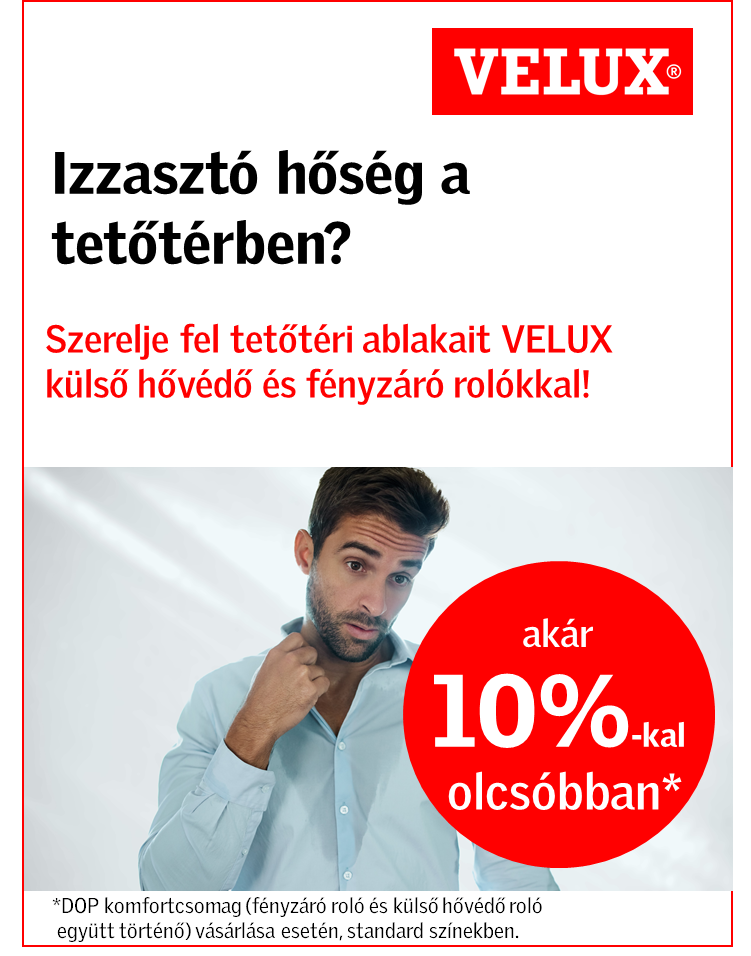 VELUX®
Izzasztó hőség a
tetőtérben?
Szerelje fel tetőtéri ablakait VELUX
külső hővédő és fényzáró rolókkal!
akár
10%-kal
olcsóbban*
*DOP komfortcsomag (fényzáró roló és külső hővédő roló
együtt történő) vásárlása esetén, standard színekben.